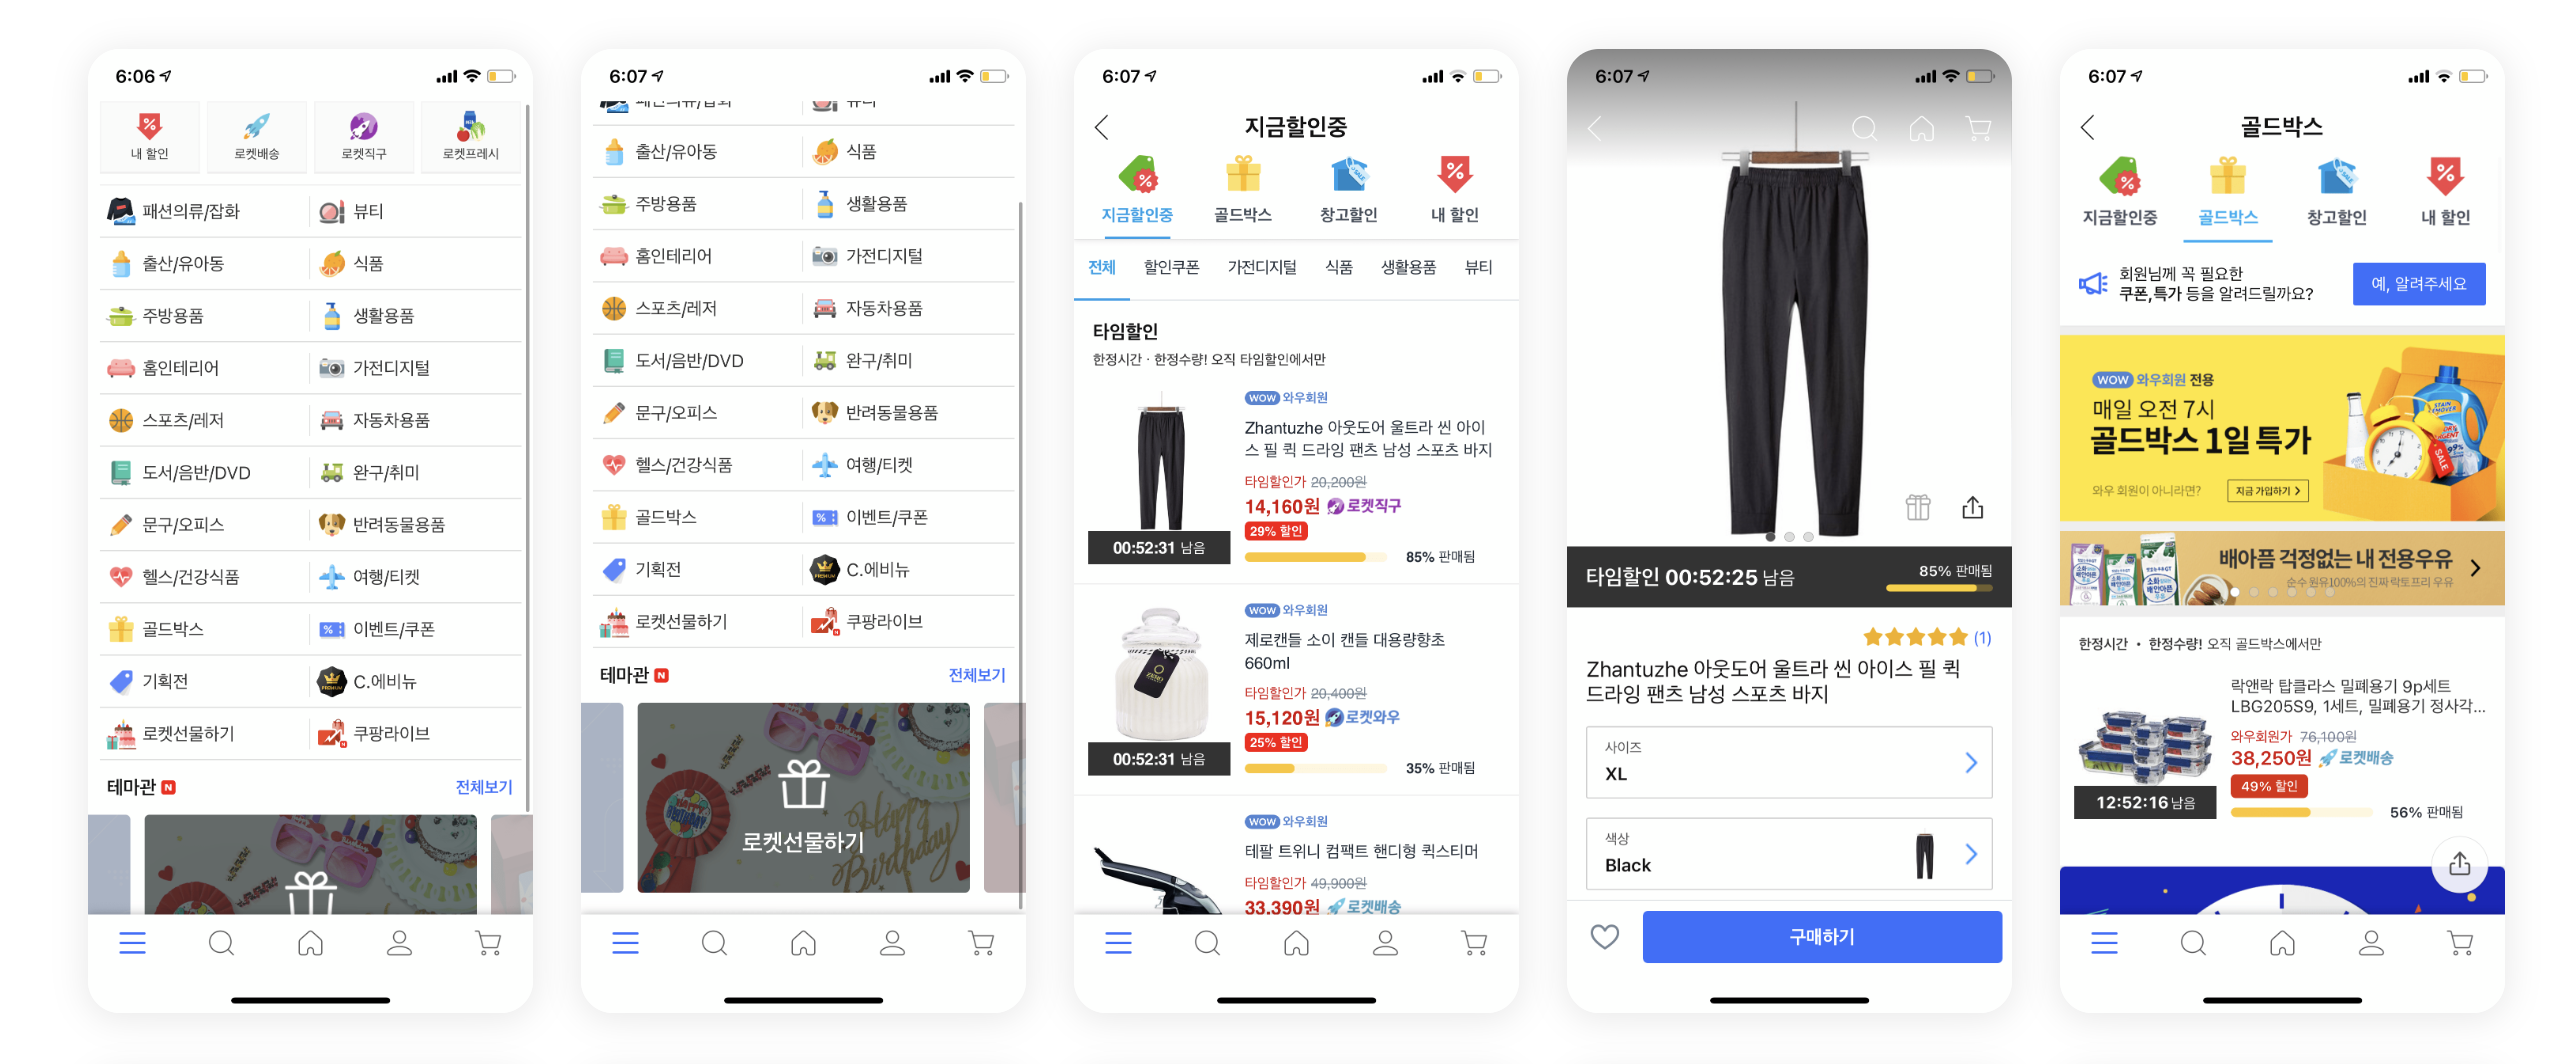 6:06
내 할인
로켓배송
로켓직구
로켓프레시
패션의류/잡화
뷰티
출산/유아동
식품
주방용품
생활용품
홈인테리어
가전디지털
스포츠/레저
자동차용품
도서/음반/DVD
완구/취미
문구/오피스
반려동물용품
헬스/건강식품
여행/티켓
골드박스
이벤트/쿠폰
기획전
C.에비뉴
로켓선물하기
쿠팡라이브
테마관 N
전체보기
6:07
패션의류/잡화
뷰티
출산/유아동
식품
주방용품
생활용품
홈인테리어
가전디지털
스포츠/레저
자동차용품
도서/음반/DVD
완구/취미
문구/오피스
반려동물용품
헬스/건강식품
여행/티켓
골드박스
이벤트/쿠폰
기획전
C.에비뉴
로켓선물하기
쿠팡라이브
테마관 N
전체보기
로켓선물하기
Happy Birthday
6:07
지금할인중
지금할인중
골드박스
창고할인
내 할인
전체
할인쿠폰
가전디지털
식품
생활용품
뷰티
타임할인
한정시간 · 한정수량! 오직 타임할인에서만
WOW 와우회원
Zhantuzhe 아웃도어 울트라 씬 아이
스 필 퀵 드라잉 팬츠 남성 스포츠 바지
타임할인가 20,200원
14,160원 로켓직구
29% 할인
00:52:31 남음
85% 판매됨
WOW 와우회원
제로캔들 소이 캔들 대용량향초
660ml
타임할인가 20,400원
15,120원 로켓와우
25% 할인
00:52:31 남음
35% 판매됨
WOW 와우회원
테팔 트위니 컴팩트 핸디형 퀵스티머
타임할인가 49,900원
33,390원 로켓배송
6:07
타임할인 00:52:25 남음
85% 판매됨
(1)
Zhantuzhe 아웃도어 울트라 씬 아이스 필 퀵
드라잉 팬츠 남성 스포츠 바지
사이즈
XL
색상
Black
구매하기
6:07
골드박스
지금할인중
골드박스
창고할인
내 할인
회원님께 꼭 필요한
쿠폰,특가 등을 알려드릴까요?
예, 알려주세요
WOW 와우회원 전용
매일 오전 7시
골드박스 1일 특가
와우 회원이 아니라면?
지금 가입하기 >
SALE
배아픔 걱정없는 내 전용우유
순수 원유100%의 진짜 락토프리 우유
한정시간 • 한정수량! 오직 골드박스에서만
락앤락 탑클라스 밀폐용기 9p세트
LBG205S9, 1세트, 밀폐용기 정사각...
와우회원가 76,100원
38,250원 로켓배송
49% 할인
12:52:16 남음
56% 판매됨